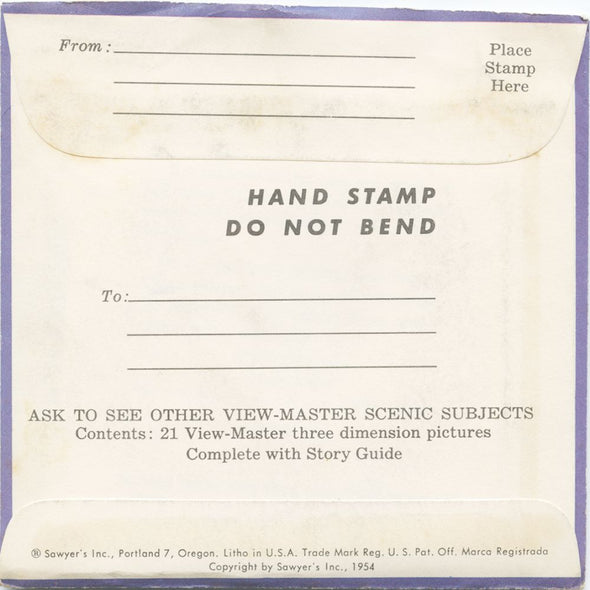 From:
Place
Stamp
Here
HAND STAMP
DO NOT BEND
To:
ASK TO SEE OTHER VIEW-MASTER SCENIC SUBJECTS
Contents: 21 View-Master three dimension pictures
Complete with Story Guide
® Sawyer's Inc., Portland 7, Oregon. Litho in U.S.A. Trade Mark Reg. U. S. Pat. Off. Marca Registrada
Copyright by Sawyer's Inc., 1954